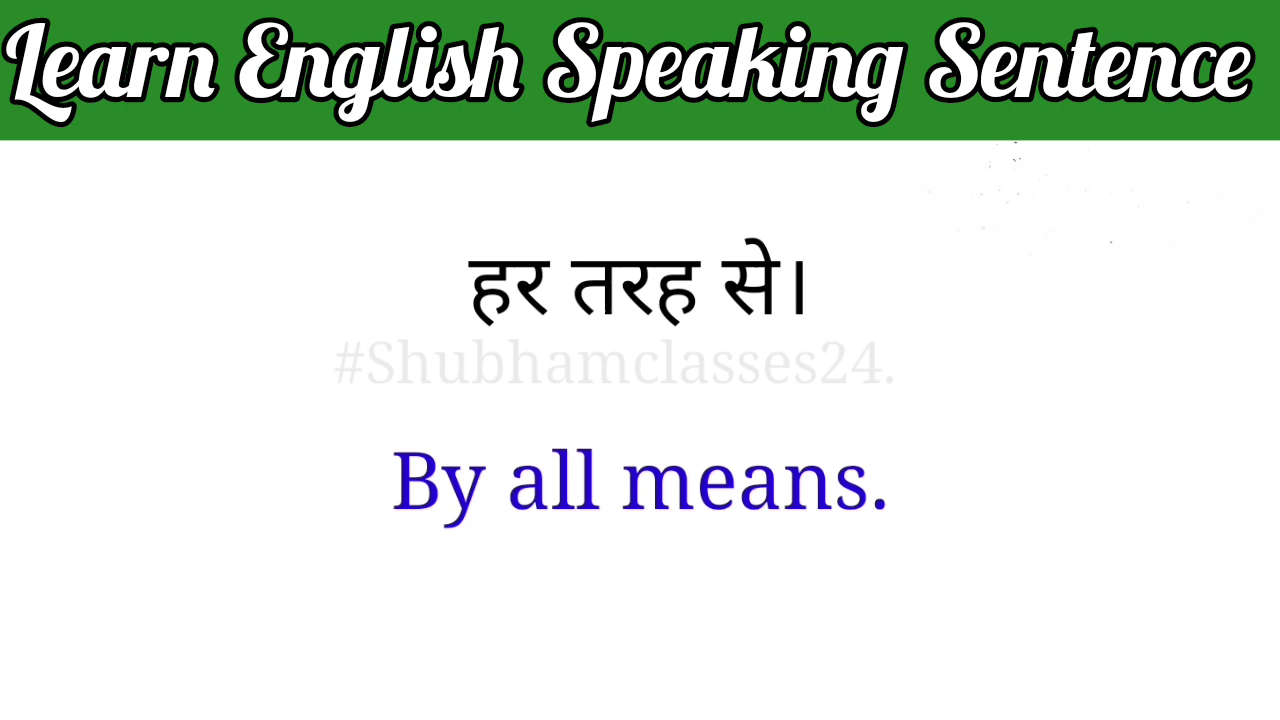 Learn English Speaking Sentence
हर तरह से।
#Shubhamclasses24.
By all means.